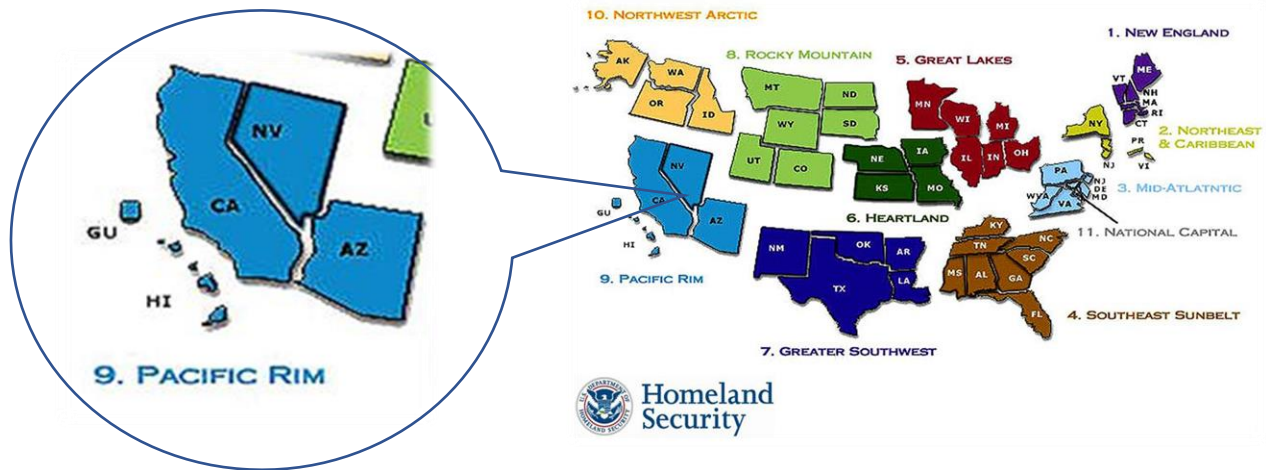 NV
CA
AZ
GU
HI
9. PACIFIC RIM
10. NORTHWEST ARCTIC
AK
WA
OR
ID
8. ROCKY MOUNTAIN
MT
ND
WY
SD
UT
CO
5. GREAT LAKES
MN
WI
MI
IL
IN
OH
1. NEW ENGLAND
ME
VT
NH
MA
RI
CT
NY
2. NORTHEAST
& CARIBBEAN
PR
VI
NJ
PA
NJ
DE
MD
WVA
VA
3. MID-ATLATNTIC
11. NATIONAL CAPITAL
NE
IA
KS
MO
6. HEARTLAND
NV
CA
AZ
GU
HI
9. PACIFIC RIM
NM
OK
AR
TX
LA
7. GREATER SOUTHWEST
KY
TN
NC
SC
MS
AL
GA
FL
4. SOUTHEAST SUNBELT
U.S. DEPARTMENT OF HOMELAND SECURITY
Homeland
Security